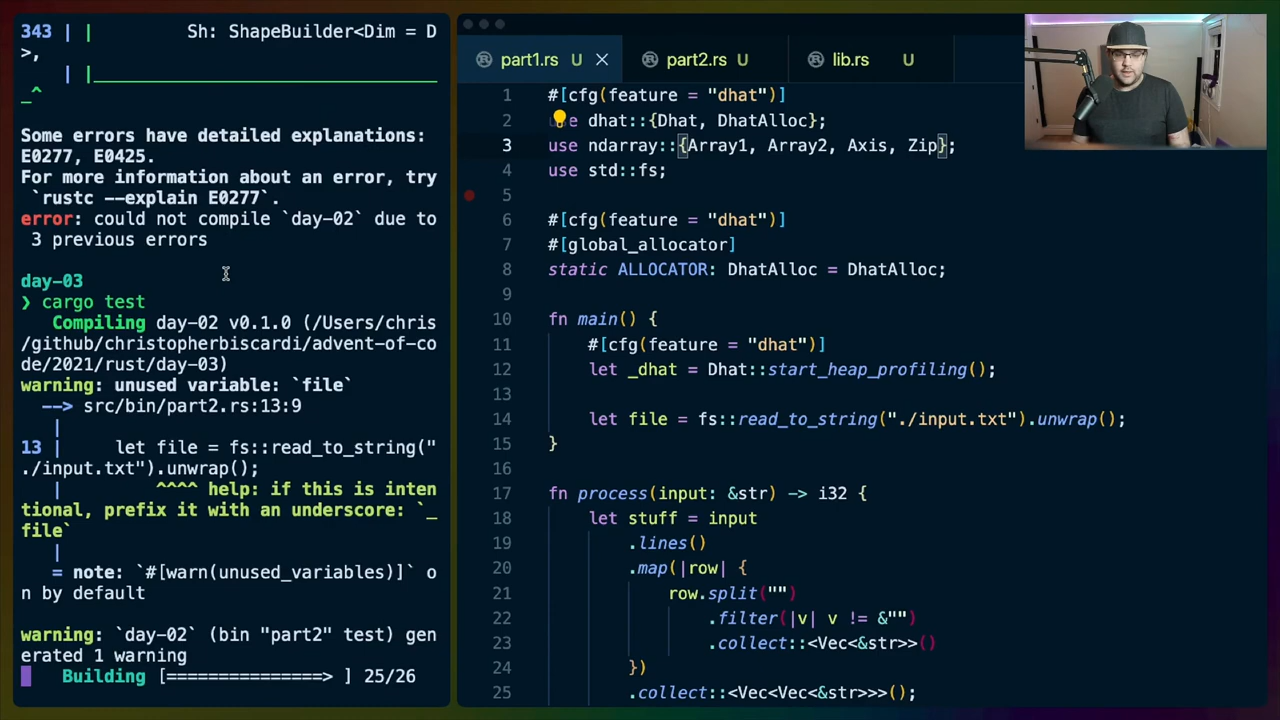 343 | |         Sh: ShapeBuilder<Dim = D
>,
    | |_________________________________
_^
Some errors have detailed explanations:
E0277, E0425.
For more information about an error, try
 `rustc --explain E0277`.
error: could not compile `day-02` due to
 3 previous errors
day-03
❯ cargo test
   Compiling day-02 v0.1.0 (/Users/chris
/github/christopherbiscardi/advent-of-co
de/2021/rust/day-03)
warning: unused variable: `file`
  --> src/bin/part2.rs:13:9
   |
13 |     let file = fs::read_to_string("
./input.txt").unwrap();
   |         ^^^^ help: if this is inten
tional, prefix it with an underscore: `_
file`
   |
   = note: `#[warn(unused_variables)]` o
n by default
warning: `day-02` (bin "part2" test) gen
erated 1 warning
    Building [===============> ] 25/26
part1.rs U
part2.rs U
lib.rs U
1 #[cfg(feature = "dhat")]
2 use dhat::{Dhat, DhatAlloc};
3 use ndarray::{Array1, Array2, Axis, Zip};
4 use std::fs;
5
6 #[cfg(feature = "dhat")]
7 #[global_allocator]
8 static ALLOCATOR: DhatAlloc = DhatAlloc;
9
10 fn main() {
11     #[cfg(feature = "dhat")]
12     let _dhat = Dhat::start_heap_profiling();
13
14     let file = fs::read_to_string("./input.txt").unwrap();
15 }
16
17 fn process(input: &str) -> i32 {
18     let stuff = input
19         .lines()
20         .map(|row| {
21             row.split("")
22                 .filter(|v| v != &"")
23                 .collect::<Vec<&str>>()
24         })
25         .collect::<Vec<Vec<&str>>>();